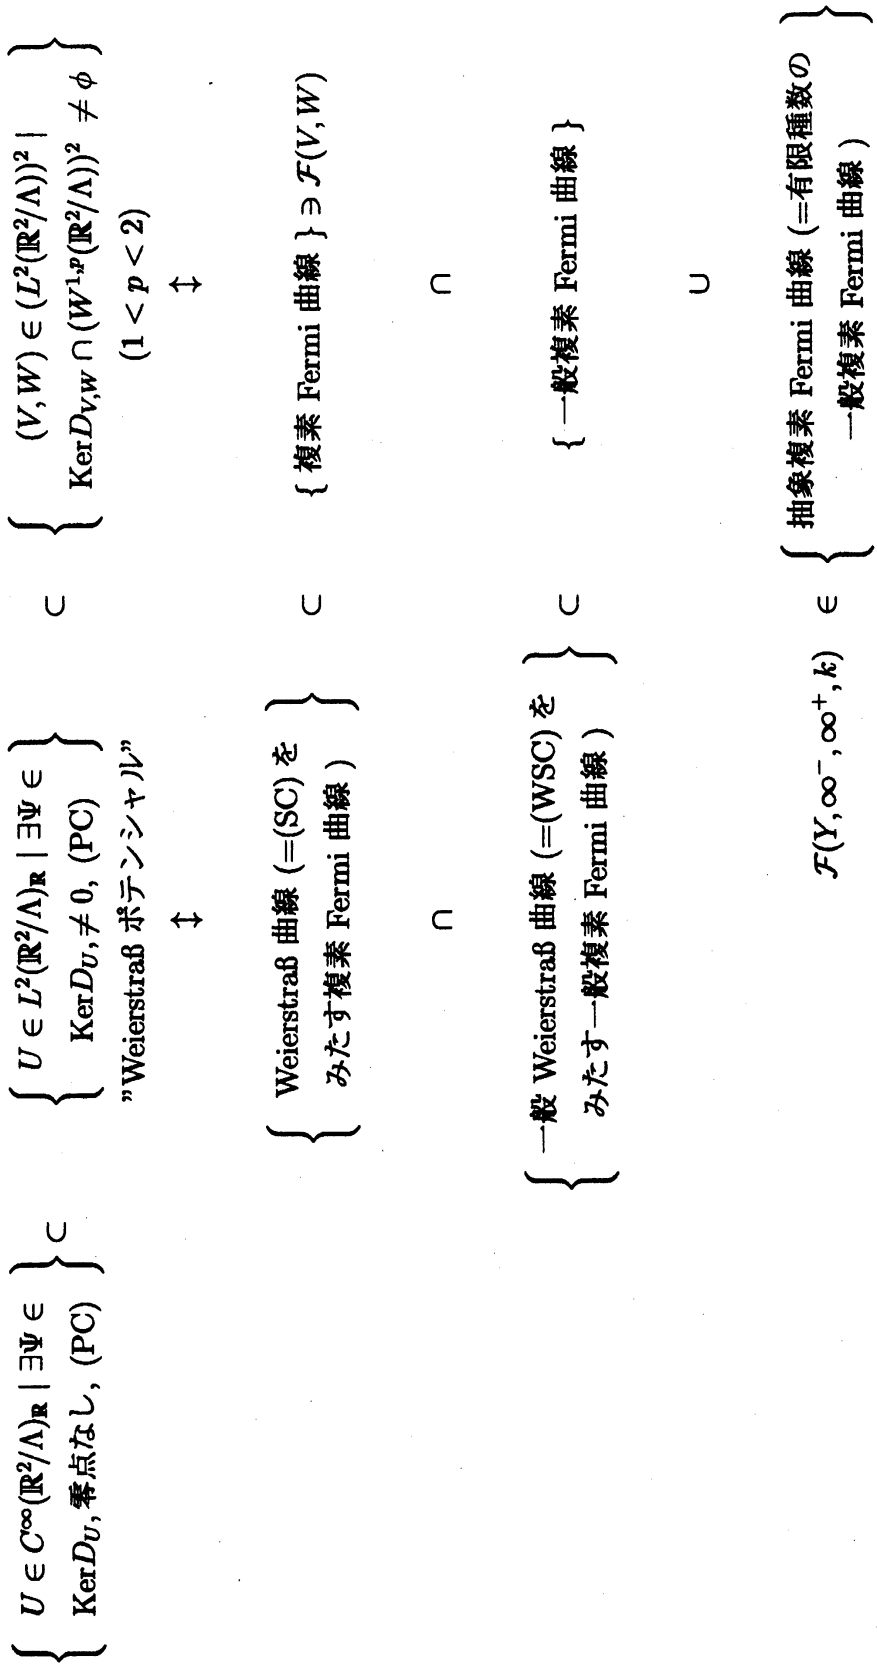 U ∈ C^∞(ℝ²/Λ)_R | ∃Ψ ∈
KerD_U, 零点なし, (PC)
⊂
U ∈ L²(ℝ²/Λ)_R | ∃Ψ ∈
KerD_U, ≠ 0, (PC)
"Weierstraß ポテンシャル"
⊂
(V, W) ∈ (L²(ℝ²/Λ))² |
KerD_{V,W} ∩ (W^{1,p}(ℝ²/Λ))² ≠ ϕ
(1 < p < 2)
↕ ↕
Weierstraß 曲線 (=(SC) を
みたす複素 Fermi 曲線 )
⊂
{ 複素 Fermi 曲線 } ∋ 𝓕(V, W)
∩ ∩
一般 Weierstraß 曲線 (=(WSC) を
みたす一般複素 Fermi 曲線 )
⊂
{ 一般複素 Fermi 曲線 }
∪
𝓕(Y, ∞⁻, ∞⁺, k) ∈
抽象複素 Fermi 曲線 (=有限種数の
一般複素 Fermi 曲線 )